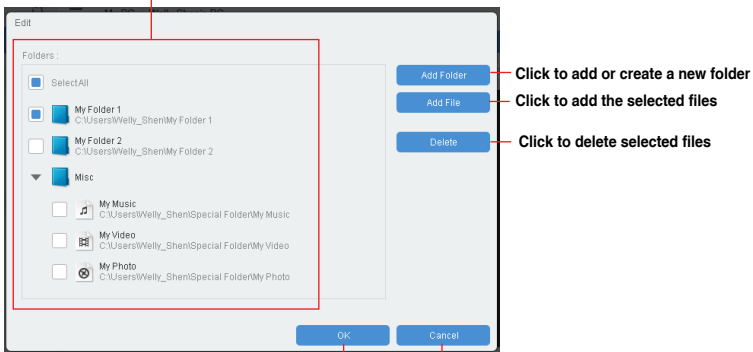 Edit
Folders :
SelectAll
My Folder 1
C:\Users\Welly_Shen\My Folder 1
My Folder 2
C:\Users\Welly_Shen\My Folder 2
Misc
My Music
C:\Users\Welly_Shen\Special Folder\My Music
My Video
C:\Users\Welly_Shen\Special Folder\My Video
My Photo
C:\Users\Welly_Shen\Special Folder\My Photo
Add Folder
Click to add or create a new folder
Add File
Click to add the selected files
Delete
Click to delete selected files
OK
Cancel